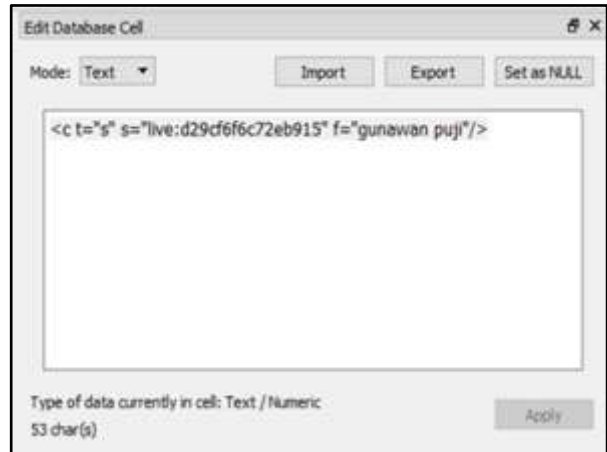 Edit Database Cell
Mode: Text Import Export Set as NULL
<c t="s" s="live:d29cf6f6c72eb915" f="gunawan puji"/>
Type of data currently in cell: Text / Numeric
53 char(s)
Apply